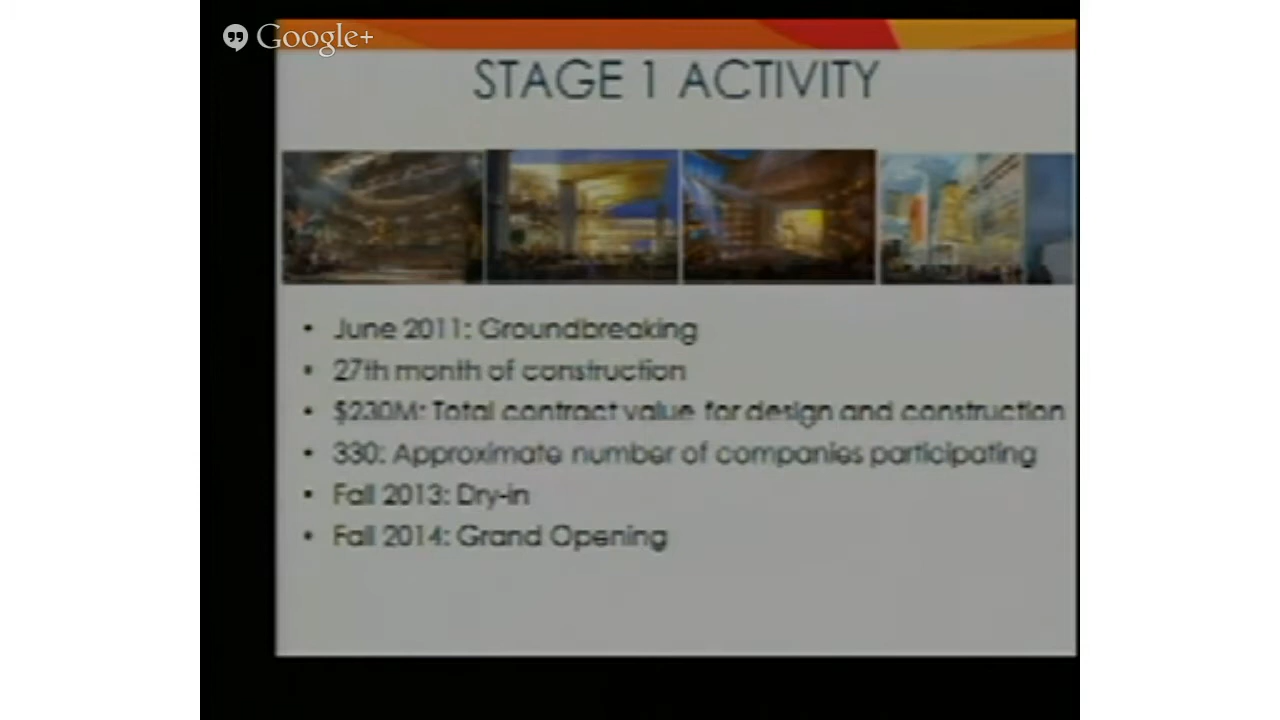 Google+
STAGE 1 ACTIVITY
• June 2011: Groundbreaking
• 27th month of construction
• $230M: Total contract value for design and construction
• 330: Approximate number of companies participating
• Fall 2013: Dry-in
• Fall 2014: Grand Opening